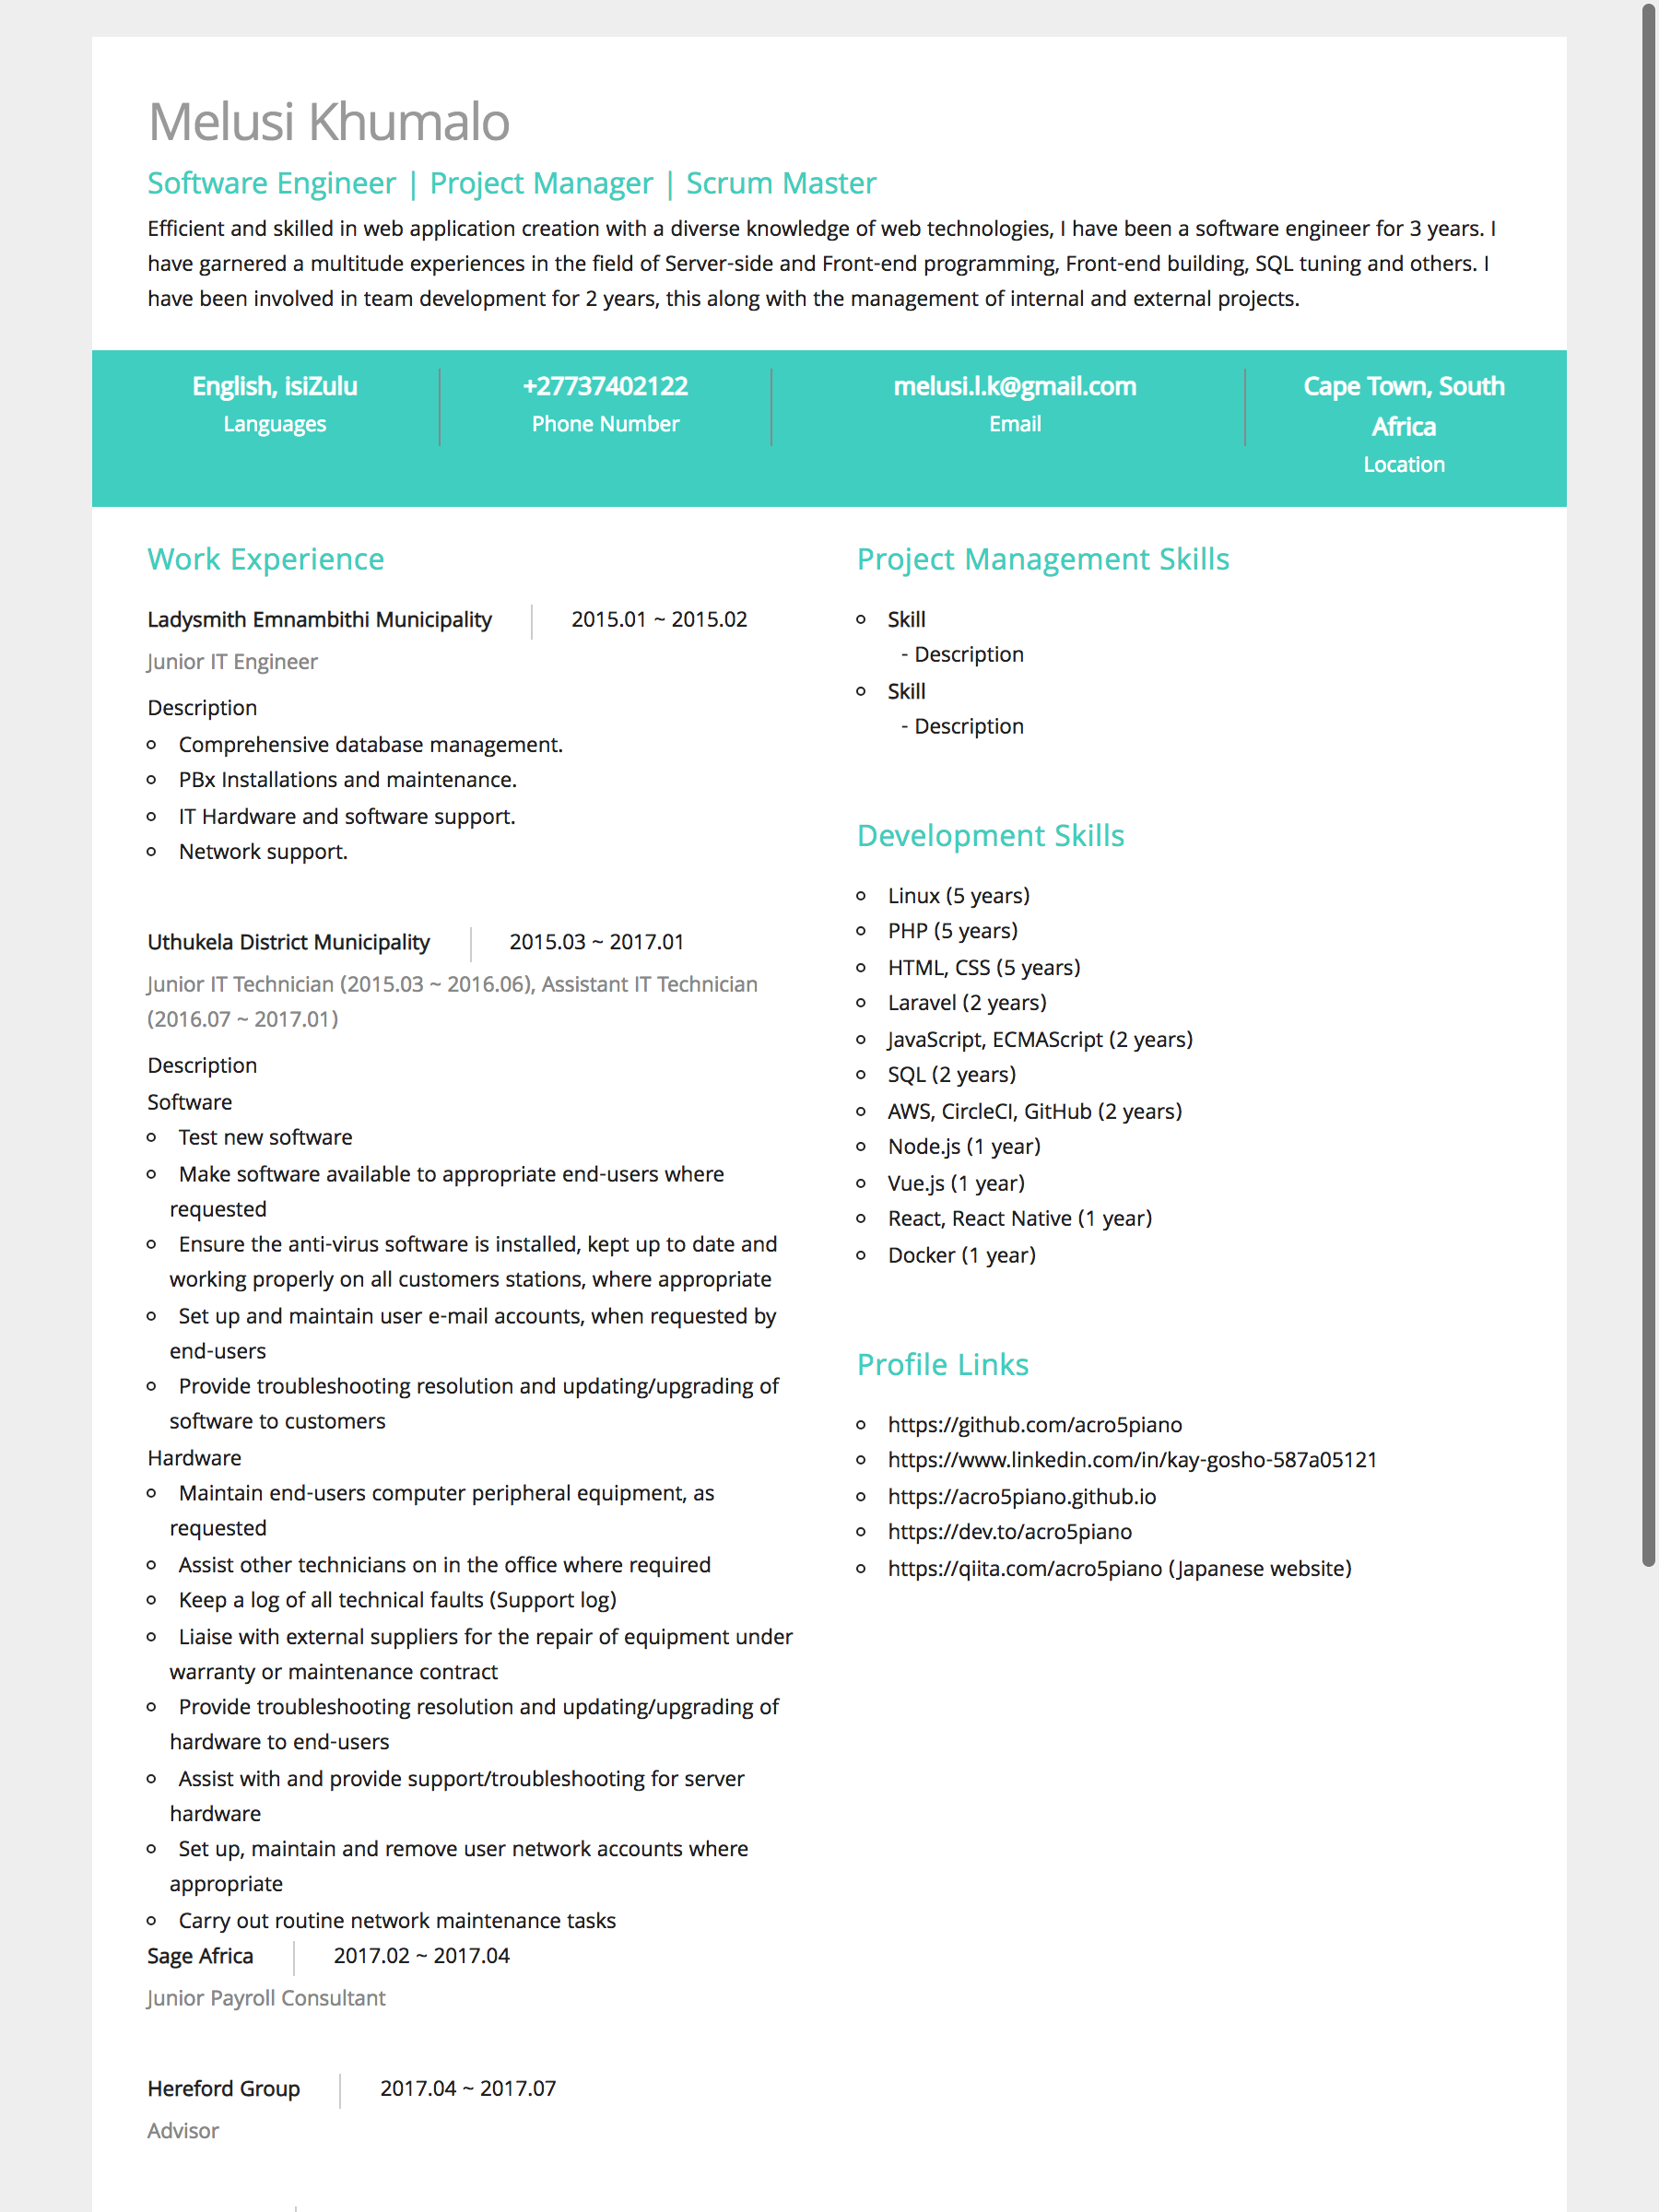 Melusi Khumalo
Software Engineer | Project Manager | Scrum Master
Efficient and skilled in web application creation with a diverse knowledge of web technologies, I have been a software engineer for 3 years. I
have garnered a multitude experiences in the field of Server-side and Front-end programming, Front-end building, SQL tuning and others. I
have been involved in team development for 2 years, this along with the management of internal and external projects.
English, isiZulu
Languages
+27737402122
Phone Number
melusi.l.k@gmail.com
Email
Cape Town, South
Africa
Location
Work Experience
Ladysmith Emnambithi Municipality 2015.01 ~ 2015.02
Junior IT Engineer
Description
Comprehensive database management.
PBx Installations and maintenance.
IT Hardware and software support.
Network support.
Uthukela District Municipality 2015.03 ~ 2017.01
Junior IT Technician (2015.03 ~ 2016.06), Assistant IT Technician
(2016.07 ~ 2017.01)
Description
Software
Test new software
Make software available to appropriate end-users where
requested
Ensure the anti-virus software is installed, kept up to date and
working properly on all customers stations, where appropriate
Set up and maintain user e-mail accounts, when requested by
end-users
Provide troubleshooting resolution and updating/upgrading of
software to customers
Hardware
Maintain end-users computer peripheral equipment, as
requested
Assist other technicians on in the office where required
Keep a log of all technical faults (Support log)
Liaise with external suppliers for the repair of equipment under
warranty or maintenance contract
Provide troubleshooting resolution and updating/upgrading of
hardware to end-users
Assist with and provide support/troubleshooting for server
hardware
Set up, maintain and remove user network accounts where
appropriate
Carry out routine network maintenance tasks
Sage Africa 2017.02 ~ 2017.04
Junior Payroll Consultant
Hereford Group 2017.04 ~ 2017.07
Advisor
Project Management Skills
Skill
- Description
Skill
- Description
Development Skills
Linux (5 years)
PHP (5 years)
HTML, CSS (5 years)
Laravel (2 years)
JavaScript, ECMAScript (2 years)
SQL (2 years)
AWS, CircleCI, GitHub (2 years)
Node.js (1 year)
Vue.js (1 year)
React, React Native (1 year)
Docker (1 year)
Profile Links
https://github.com/acro5piano
https://www.linkedin.com/in/kay-gosho-587a05121
https://acro5piano.github.io
https://dev.to/acro5piano
https://qiita.com/acro5piano (Japanese website)